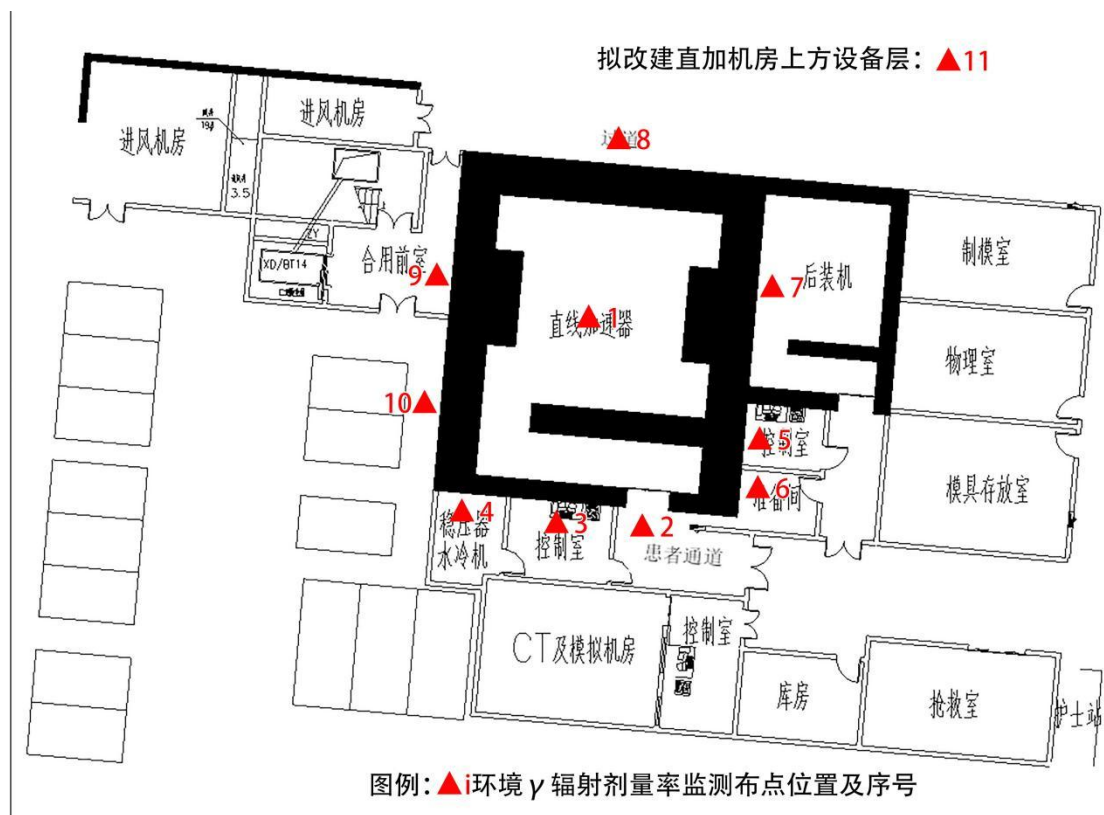 拟改建直加机房上方设备层：▲11
过道
▲8
进风机房
进风机房
3.5
制模室
XD/BT14
合用前室
9▲
后装机
▲7
直线加速器
▲1
物理室
10▲
控制室
▲5
准备间
▲6
模具存放室
稳压器
水冷机
▲4
控制室
▲3
▲2
患者通道
CT及模拟机房
控制室
库房
抢救室
护士站
图例：▲i环境γ辐射剂量率监测布点位置及序号